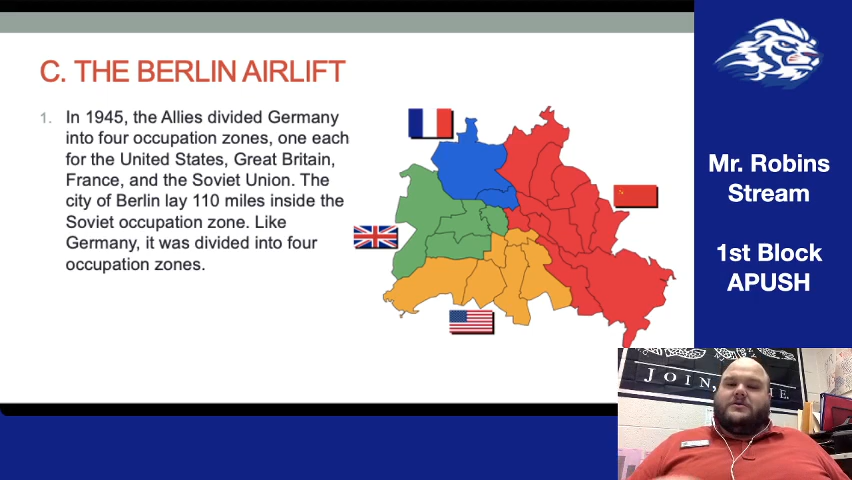 C. THE BERLIN AIRLIFT
1. In 1945, the Allies divided Germany
into four occupation zones, one each
for the United States, Great Britain,
France, and the Soviet Union. The
city of Berlin lay 110 miles inside the
Soviet occupation zone. Like
Germany, it was divided into four
occupation zones.
Mr. Robins
Stream
1st Block
APUSH
JOIN,